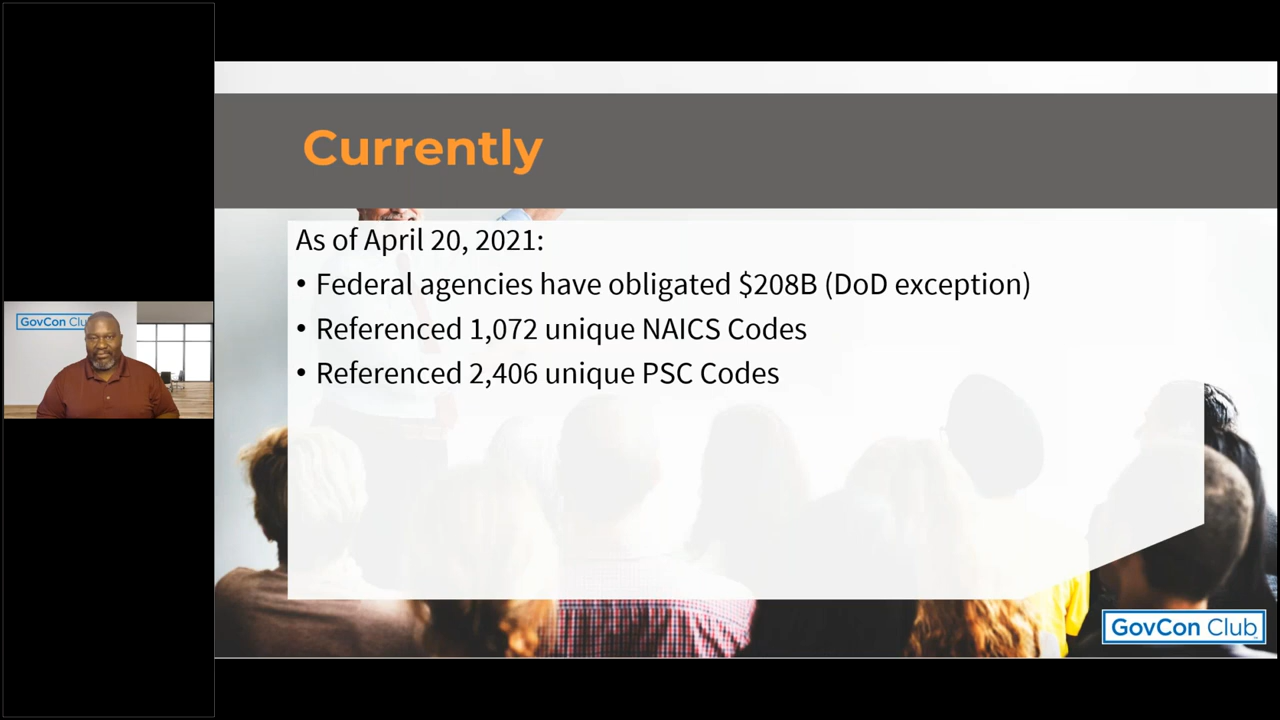 Currently
As of April 20, 2021:
• Federal agencies have obligated $208B (DoD exception)
• Referenced 1,072 unique NAICS Codes
• Referenced 2,406 unique PSC Codes
GovCon Club
GovCon Clu